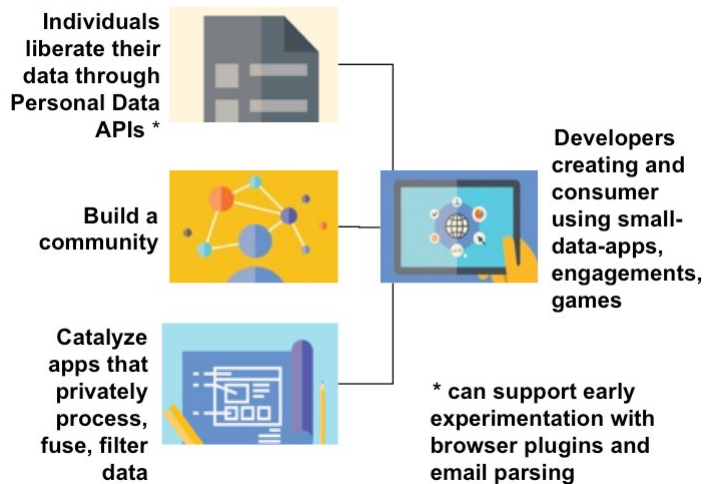 Individuals
liberate their
data through
Personal Data
APIs *
Build a
community
Catalyze
apps that
privately
process,
fuse, filter
data
Developers
creating and
consumer
using small-
data-apps,
engagements,
games
* can support early
experimentation with
browser plugins and
email parsing